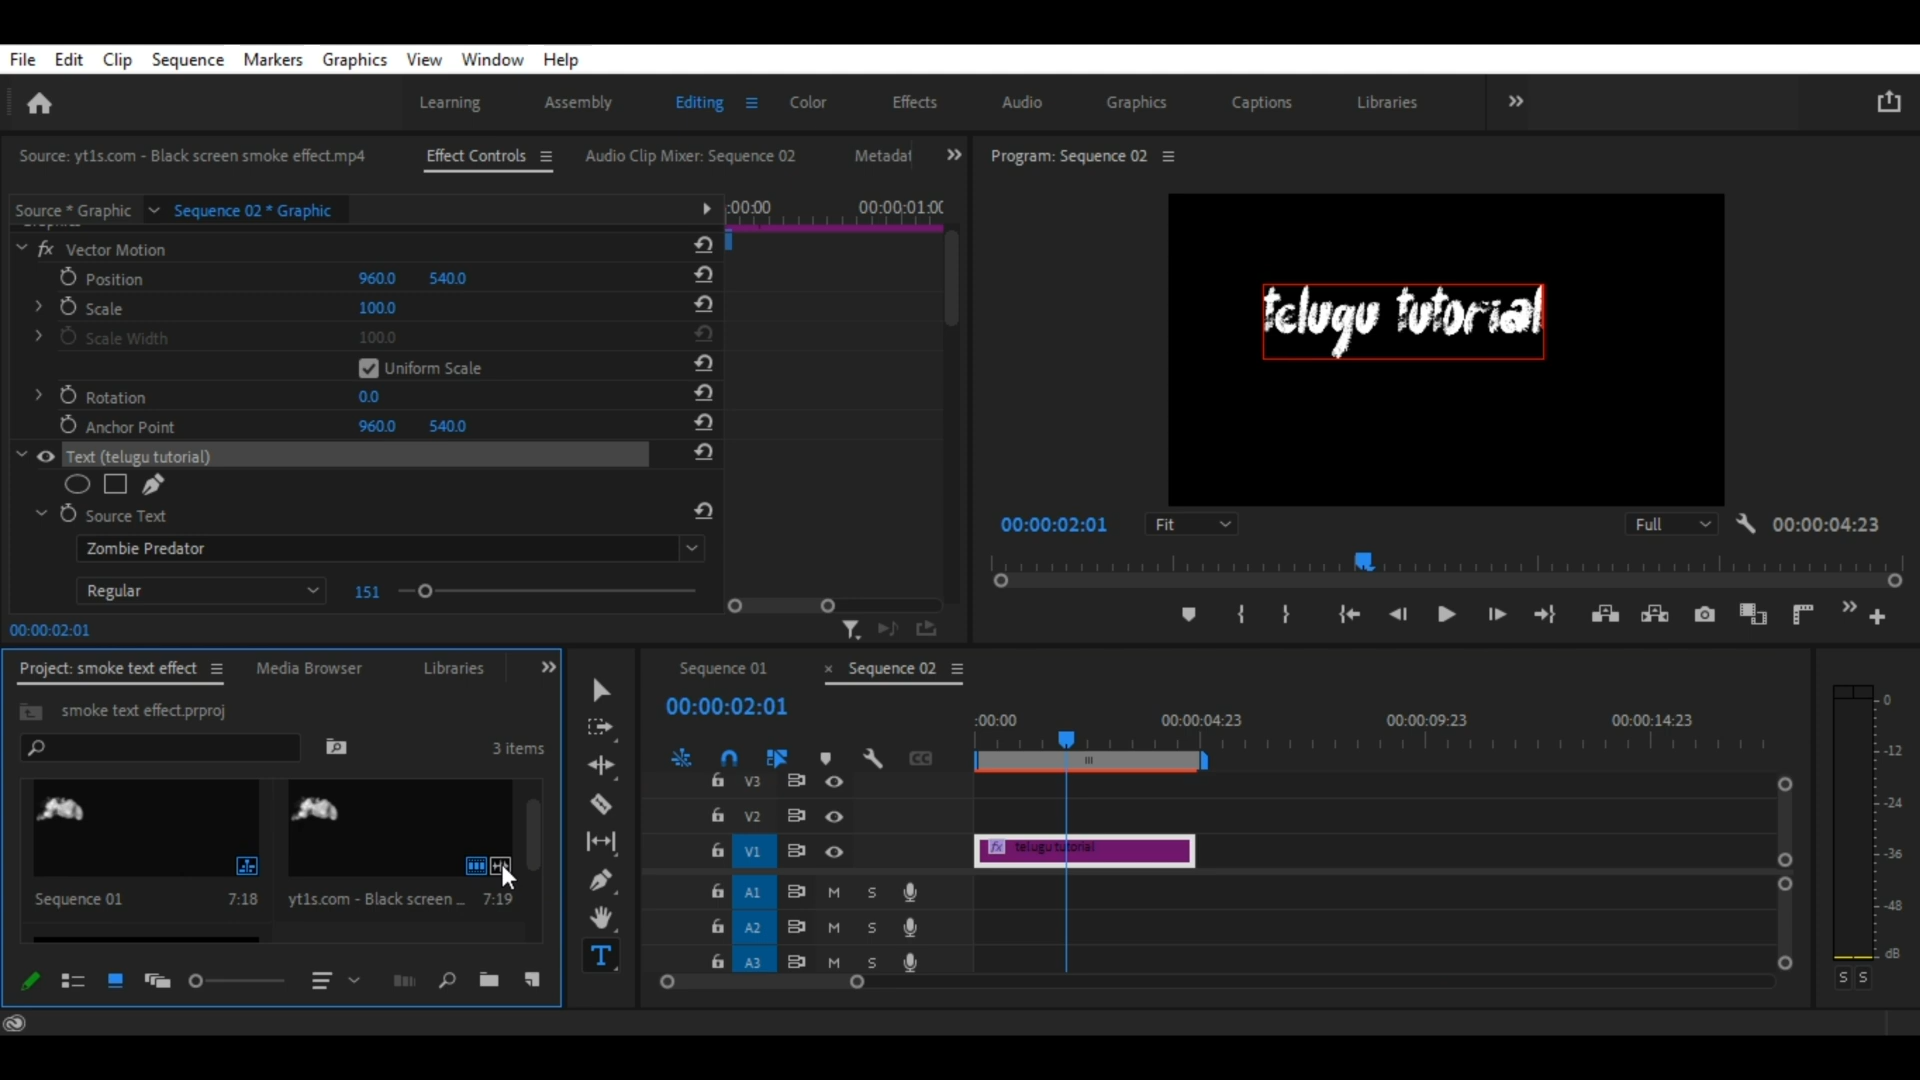 File Edit Clip Sequence Markers Graphics View Window Help
Learning Assembly Editing Color Effects Audio Graphics Captions Libraries
Source: yt1s.com - Black screen smoke effect.mp4 Effect Controls Audio Clip Mixer: Sequence 02 Metadat
Program: Sequence 02
Source * Graphic Sequence 02 * Graphic :00:00 00:00:01:00
fx Vector Motion
Position 960.0 540.0
Scale 100.0
Scale Width 100.0
Uniform Scale
Rotation 0.0
Anchor Point 960.0 540.0
Text (telugu tutorial)
Source Text
Zombie Predator
Regular 151
00:00:02:01
telugu tutorial
00:00:02:01 Fit Full 00:00:04:23
Project: smoke text effect Media Browser Libraries
smoke text effect.prproj
3 items
Sequence 01 7:18 yt1s.com - Black screen ... 7:19
T
Sequence 01 × Sequence 02
00:00:02:01
:00:00 00:00:04:23 00:00:09:23 00:00:14:23
CC
V3
V2
V1 fx telugu tutorial
A1 M S
A2 M S
A3 M S
0
-12
-24
-36
-48
dB
S S